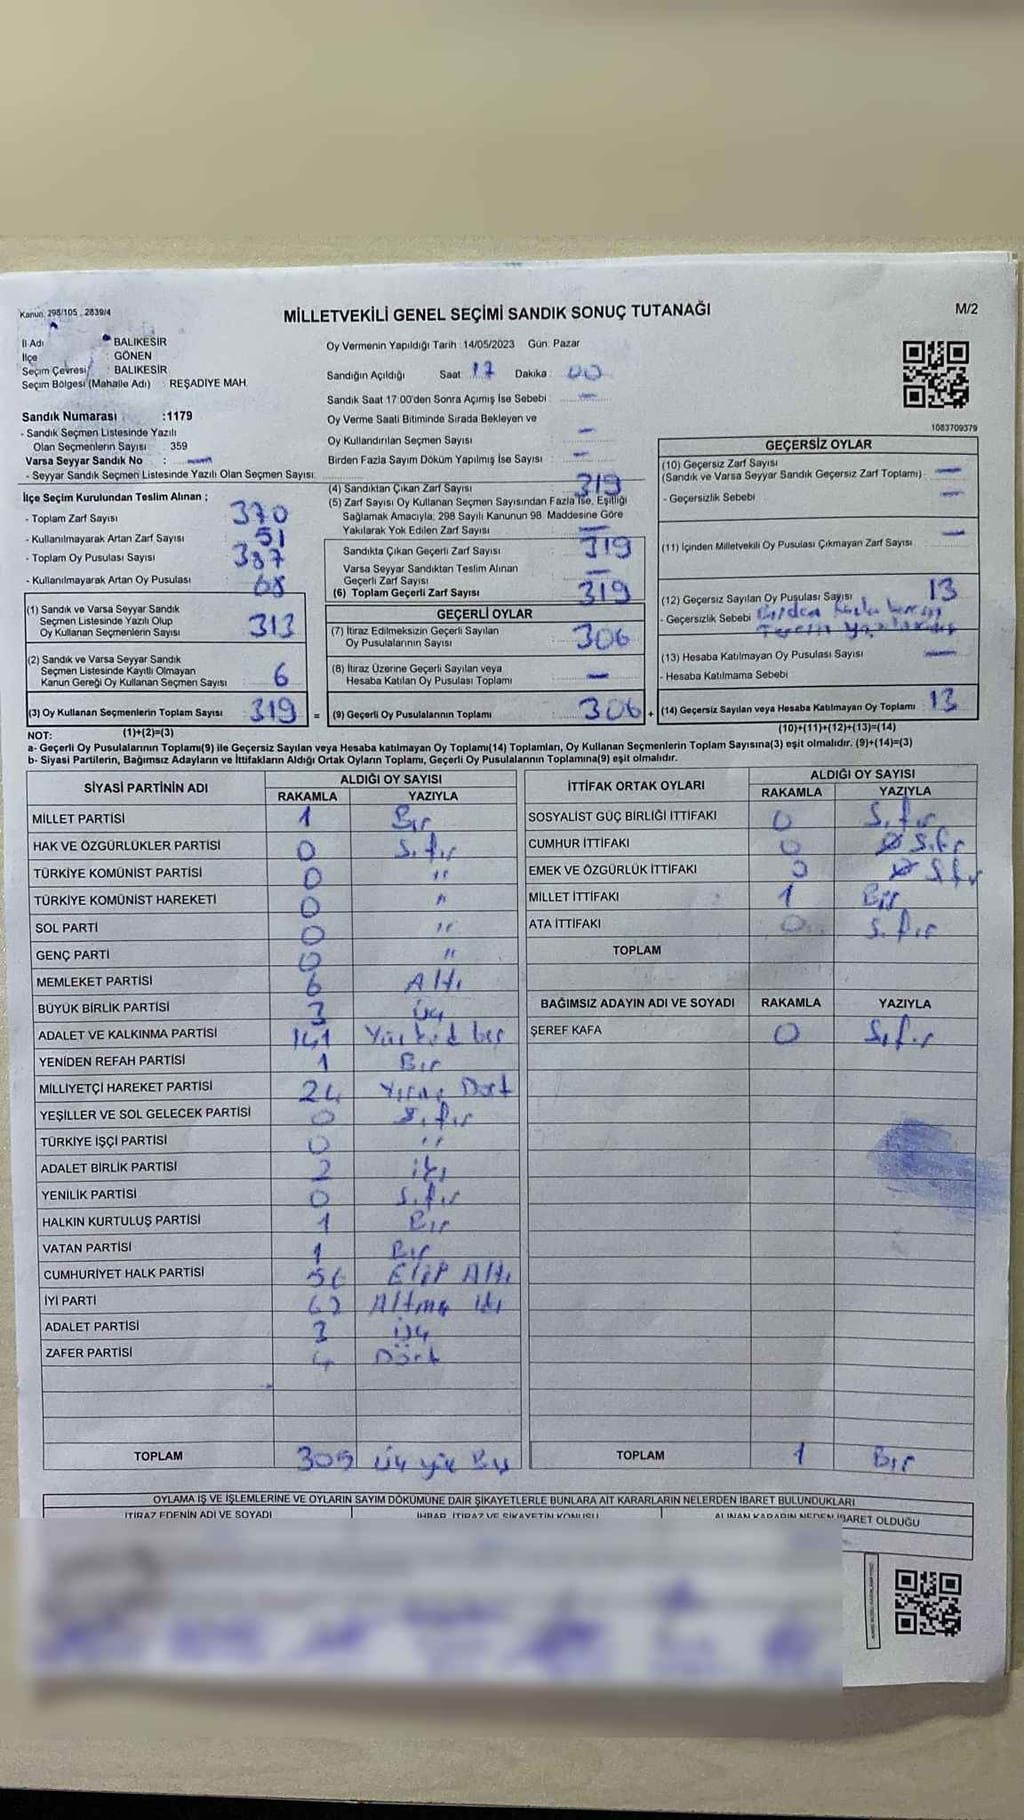 Kanun: 298/105 , 2839/4
MİLLETVEKİLİ GENEL SEÇİMİ SANDIK SONUÇ TUTANAĞI
M/2
İl Adı : BALIKESİR
İlçe : GÖNEN
Seçim Çevresi : BALIKESİR
Seçim Bölgesi (Mahalle Adı) : REŞADİYE MAH.
Sandık Numarası :1179
- Sandık Seçmen Listesinde Yazılı
Olan Seçmenlerin Sayısı : 359
Varsa Seyyar Sandık No : —
- Seyyar Sandık Seçmen Listesinde Yazılı Olan Seçmen Sayısı
Oy Vermenin Yapıldığı Tarih :14/05/2023 Gün: Pazar
Sandığın Açıldığı Saat 17 Dakika 00
Sandık Saat 17:00'den Sonra Açımış İse Sebebi —
Oy Verme Saati Bitiminde Sırada Bekleyen ve
Oy Kullandırılan Seçmen Sayısı —
Birden Fazla Sayım Döküm Yapılmış İse Sayısı —
1083709379
İlçe Seçim Kurulundan Teslim Alınan ;
- Toplam Zarf Sayısı 370
- Kullanılmayarak Artan Zarf Sayısı 51
- Toplam Oy Pusulası Sayısı 387
- Kullanılmayarak Artan Oy Pusulası 68
(1) Sandık ve Varsa Seyyar Sandık
Seçmen Listesinde Yazılı Olup
Oy Kullanan Seçmenlerin Sayısı 313
(2) Sandık ve Varsa Seyyar Sandık
Seçmen Listesinde Kayıtlı Olmayan
Kanun Gereği Oy Kullanan Seçmen Sayısı 6
(3) Oy Kullanan Seçmenlerin Toplam Sayısı 319 =
(4) Sandıktan Çıkan Zarf Sayısı 319
(5) Zarf Sayısı Oy Kullanan Seçmen Sayısından Fazla İse, Eşitliği
Sağlamak Amacıyla; 298 Sayılı Kanunun 98. Maddesine Göre
Yakılarak Yok Edilen Zarf Sayısı —
Sandıkta Çıkan Geçerli Zarf Sayısı 319
Varsa Seyyar Sandıktan Teslim Alınan
Geçerli Zarf Sayısı —
(6) Toplam Geçerli Zarf Sayısı 319
GEÇERLİ OYLAR
(7) İtiraz Edilmeksizin Geçerli Sayılan
Oy Pusulalarının Sayısı 306
(8) İtiraz Üzerine Geçerli Sayılan veya
Hesaba Katılan Oy Pusulası Toplamı —
(9) Geçerli Oy Pusulalarının Toplamı 306 +
GEÇERSİZ OYLAR
(10) Geçersiz Zarf Sayısı
(Sandık ve Varsa Seyyar Sandık Geçersiz Zarf Toplamı) : —
- Geçersizlik Sebebi —
(11) İçinden Milletvekili Oy Pusulası Çıkmayan Zarf Sayısı —
(12) Geçersiz Sayılan Oy Pusulası Sayısı 13
- Geçersizlik Sebebi Birden fazla
(13) Hesaba Katılmayan Oy Pusulası Sayısı —
- Hesaba Katılmama Sebebi
(14) Geçersiz Sayılan veya Hesaba Katılmayan Oy Toplamı 13
NOT: (1)+(2)=(3)
(10)+(11)+(12)+(13)=(14)
a- Geçerli Oy Pusulalarının Toplamı(9) ile Geçersiz Sayılan veya Hesaba katılmayan Oy Toplamı(14) Toplamları, Oy Kullanan Seçmenlerin Toplam Sayısına(3) eşit olmalıdır. (9)+(14)=(3)
b- Siyasi Partilerin, Bağımsız Adayların ve İttifakların Aldığı Ortak Oyların Toplamı, Geçerli Oy Pusulalarının Toplamına(9) eşit olmalıdır.
SİYASİ PARTİNİN ADI ALDIĞI OY SAYISI
RAKAMLA YAZIYLA
MİLLET PARTİSİ 1 Bir
HAK VE ÖZGÜRLÜKLER PARTİSİ 0 Sıfır
TÜRKİYE KOMÜNİST PARTİSİ 0 "
TÜRKİYE KOMÜNİST HAREKETİ 0 "
SOL PARTİ 0 "
GENÇ PARTİ 0 "
MEMLEKET PARTİSİ 6 Altı
BÜYÜK BİRLİK PARTİSİ 3 Üç
ADALET VE KALKINMA PARTİSİ 141 Yüz kırk bir
YENİDEN REFAH PARTİSİ 1 Bir
MİLLİYETÇİ HAREKET PARTİSİ 24 Yirmi Dört
YEŞİLLER VE SOL GELECEK PARTİSİ 0 Sıfır
TÜRKİYE İŞÇİ PARTİSİ 0 "
ADALET BİRLİK PARTİSİ 2 iki
YENİLİK PARTİSİ 0 Sıfır
HALKIN KURTULUŞ PARTİSİ 1 Bir
VATAN PARTİSİ 1 Bir
CUMHURİYET HALK PARTİSİ 56 Elli Altı
İYİ PARTİ 62 Altmış iki
ADALET PARTİSİ 3 Üç
ZAFER PARTİSİ 4 Dört
TOPLAM 305 Üç yüz Beş
İTTİFAK ORTAK OYLARI ALDIĞI OY SAYISI
RAKAMLA YAZIYLA
SOSYALİST GÜÇ BİRLİĞİ İTTİFAKI 0 Sıfır
CUMHUR İTTİFAKI 0 Sıfır
EMEK VE ÖZGÜRLÜK İTTİFAKI 0 Sıfır
MİLLET İTTİFAKI 1 Bir
ATA İTTİFAKI 0 Sıfır
TOPLAM
BAĞIMSIZ ADAYIN ADI VE SOYADI RAKAMLA YAZIYLA
ŞEREF KAFA 0 Sıfır
TOPLAM 1 Bir
OYLAMA İŞ VE İŞLEMLERİNE VE OYLARIN SAYIM DÖKÜMÜNE DAİR ŞİKAYETLERLE BUNLARA AİT KARARLARIN NELERDEN İBARET BULUNDUKLARI
İTİRAZ EDENİN ADI VE SOYADI
İHBAR, İTİRAZ VE ŞİKAYETİN KONUSU
ALINAN KARARIN NEDEN İBARET OLDUĞU